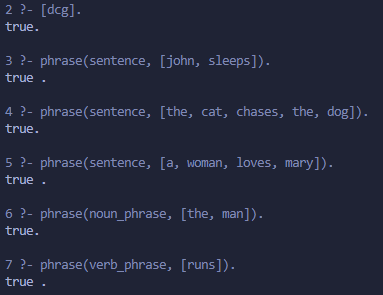 2 ?- [dcg].
true.
3 ?- phrase(sentence, [john, sleeps]).
true .
4 ?- phrase(sentence, [the, cat, chases, the, dog]).
true.
5 ?- phrase(sentence, [a, woman, loves, mary]).
true .
6 ?- phrase(noun_phrase, [the, man]).
true.
7 ?- phrase(verb_phrase, [runs]).
true .